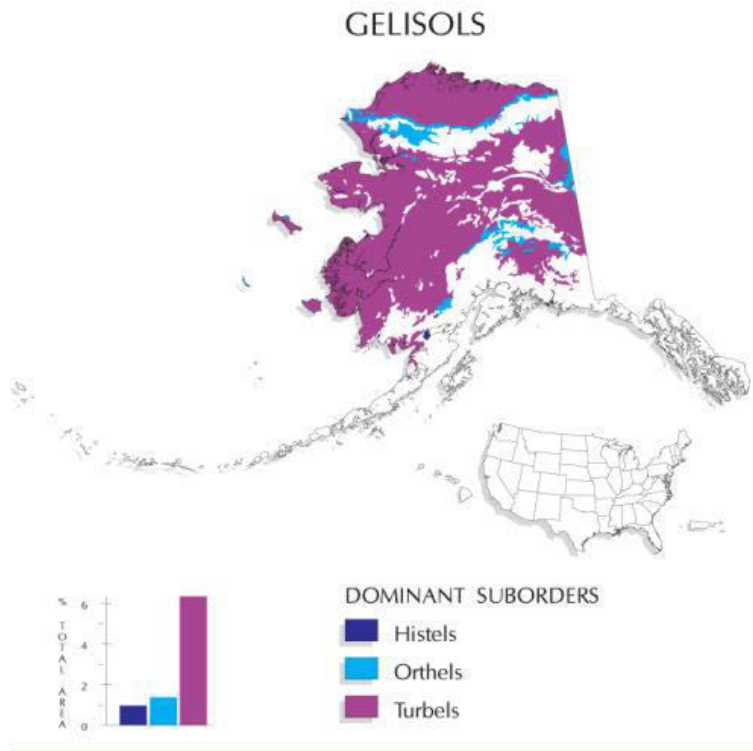 GELISOLS
% TOTAL AREA
6
4
2
0
DOMINANT SUBORDERS
Histels
Orthels
Turbels